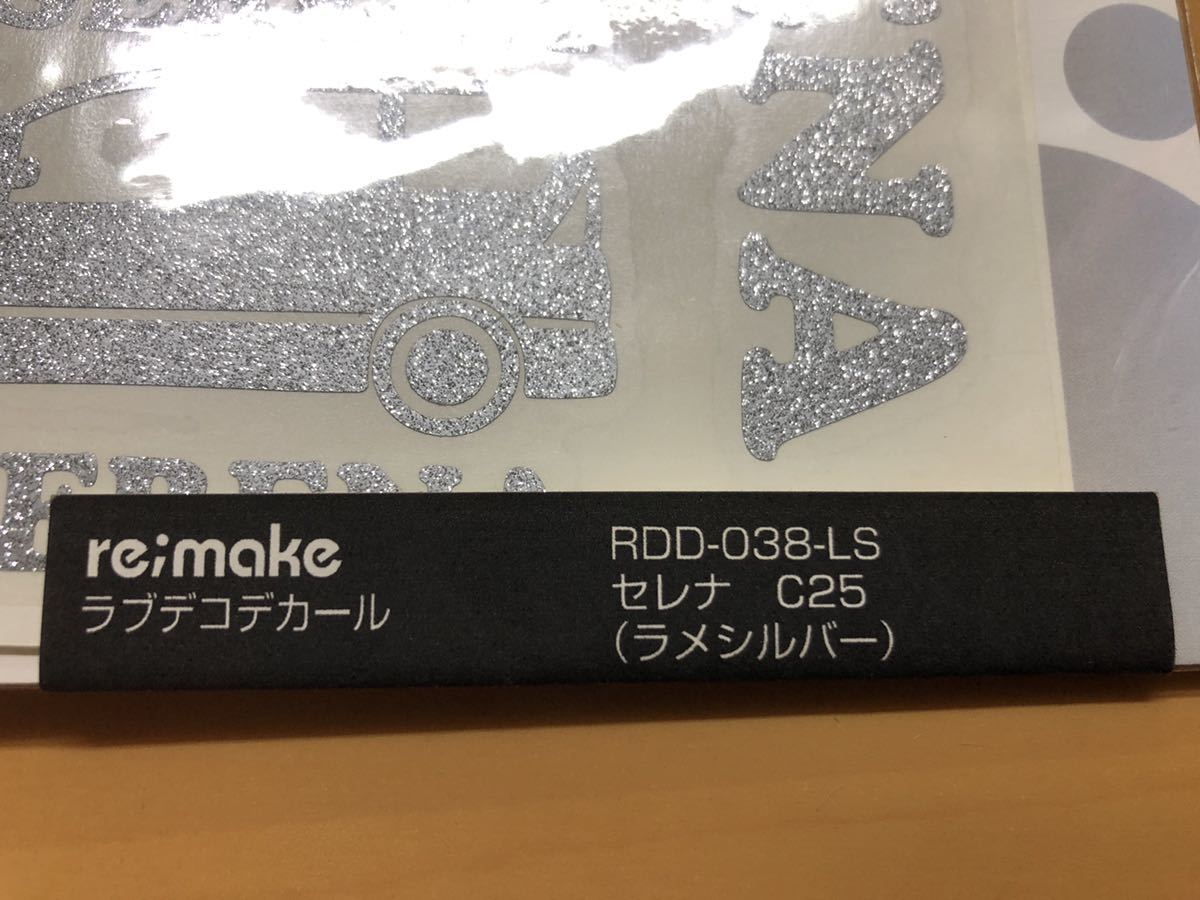 NA
SERENA
re;make
ラブデコデカール
RDD-038-LS
セレナ C25
(ラメシルバー)